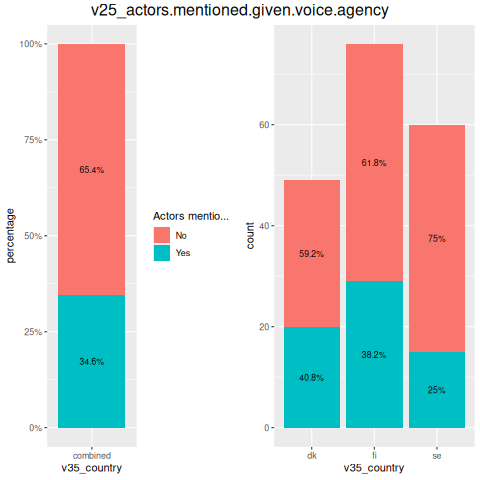 v25_actors.mentioned.given.voice.agency
percentage
100%
75%
50%
25%
0%
65.4%
34.6%
combined
v35_country
Actors mentio...
No
Yes
count
60
40
20
0
59.2%
40.8%
61.8%
38.2%
75%
25%
dk
fi
se
v35_country